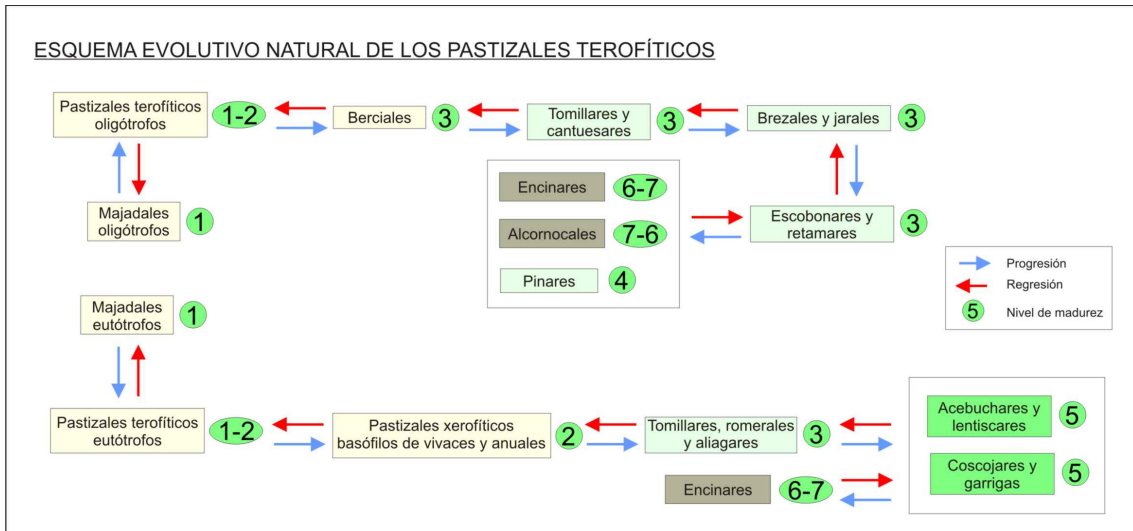 ESQUEMA EVOLUTIVO NATURAL DE LOS PASTIZALES TEROFÍTICOS
Pastizales terofíticos
oligótrofos
1-2
Berciales
3
Tomillares y
cantuesares
3
Brezales y jarales
3
Encinares
6-7
Majadales
oligótrofos
1
Alcornocales
7-6
Escobonares y
retamares
3
Pinares
4
Progresión
Regresión
5
Nivel de madurez
Majadales
eutótrofos
1
Pastizales terofíticos
eutótrofos
1-2
Pastizales xerofíticos
basófilos de vivaces y anuales
2
Tomillares, romerales
y aliagares
3
Acebuchares y
lentiscares
5
Coscojares y
garrigas
5
Encinares
6-7